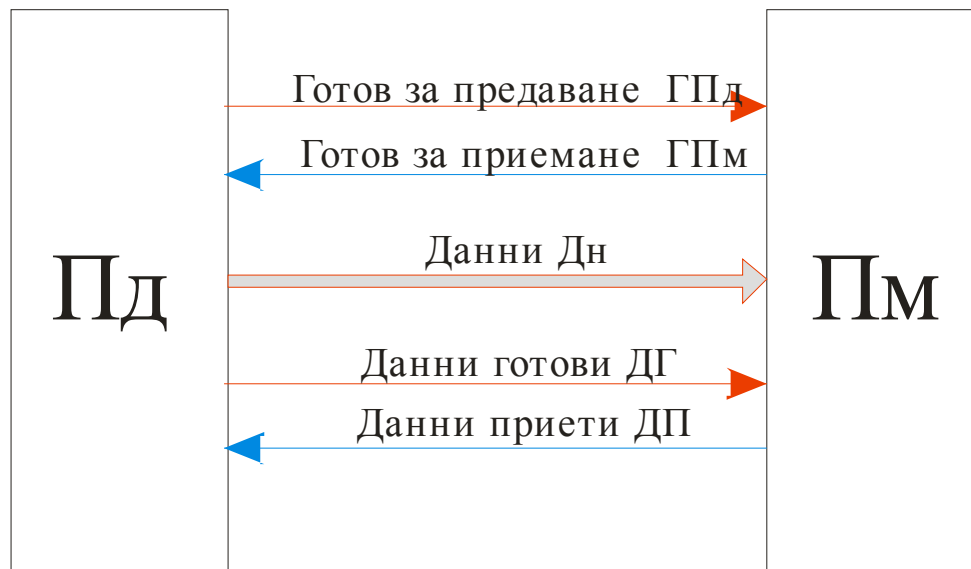 Готов за предаване ГПд
Готов за приемане ГПм
Данни Дн
Пд
Пм
Данни готови ДГ
Данни приети ДП